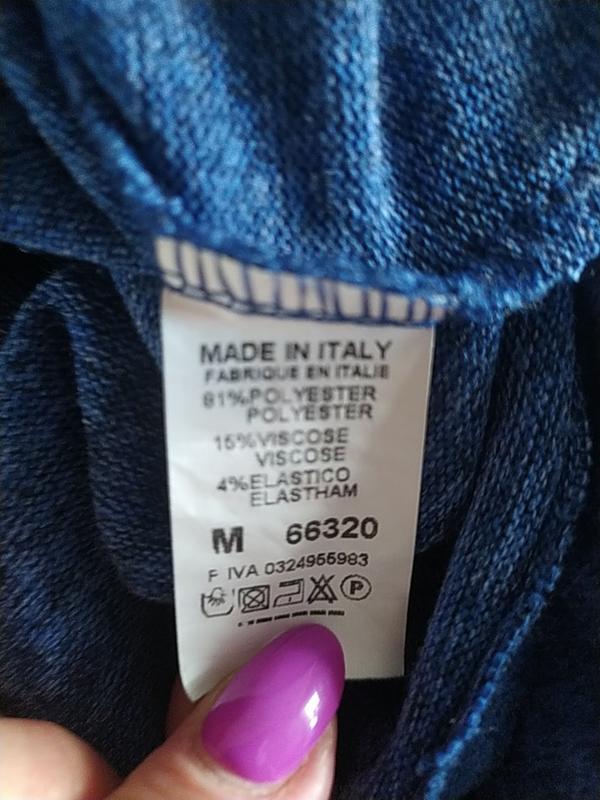 MADE IN ITALY
FABRIQUE EN ITALIE
81%POLYESTER
POLYESTER
15%VISCOSE
VISCOSE
4%ELASTICO
ELASTHAM
M 66320
P IVA 0324955983
P